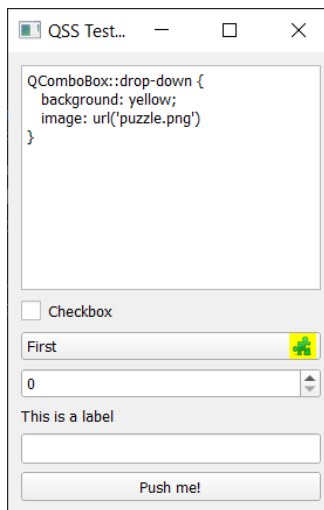 QSS Test...
QComboBox::drop-down {
   background: yellow;
   image: url('puzzle.png')
}
Checkbox
First
0
This is a label
Push me!